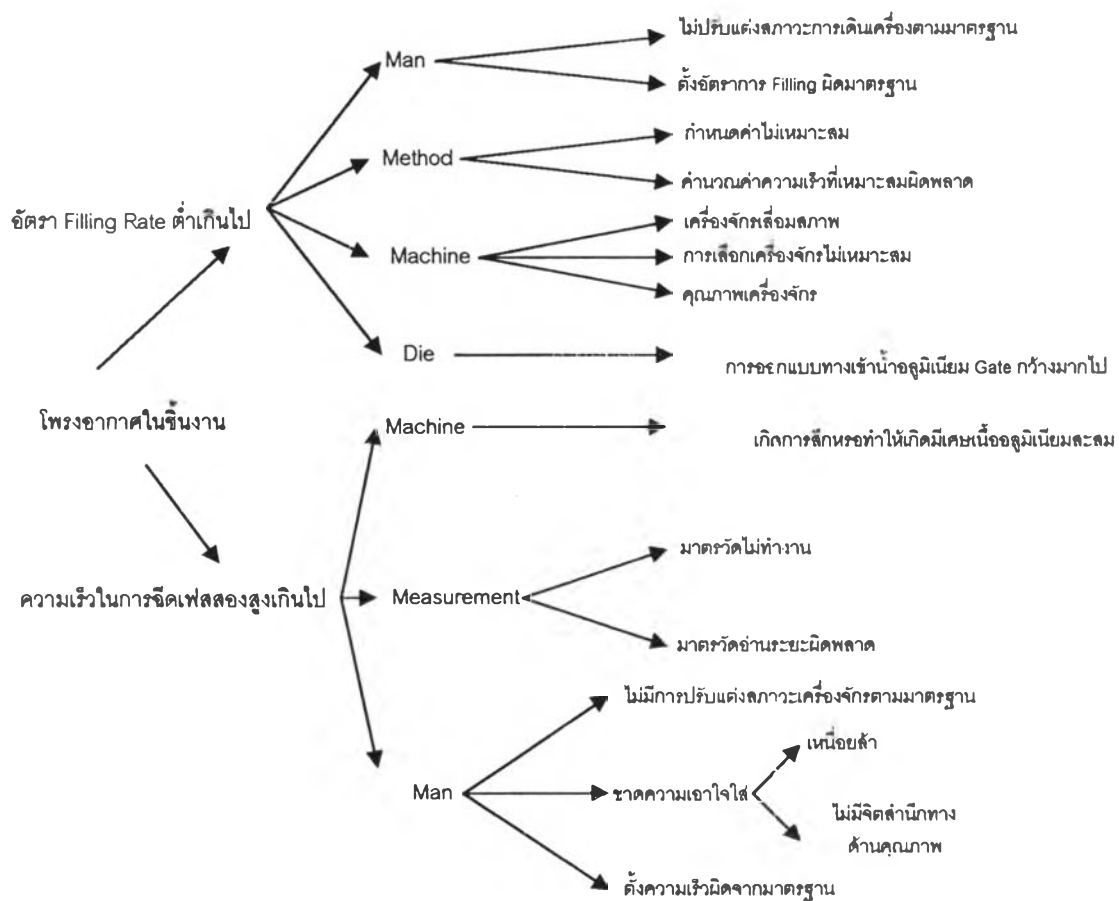 ไม่ปรับแต่งสภาวะการเดินเครื่องตามมาตรฐาน
Man
ตั้งอัตราการ Filling ผิดมาตรฐาน
กำหนดค่าไม่เหมาะสม
Method
คำนวณค่าความเร็วที่เหมาะสมผิดพลาด
อัตรา Filling Rate ต่ำเกินไป
เครื่องจักรเสื่อมสภาพ
Machine
การเลือกเครื่องจักรไม่เหมาะสม
คุณภาพเครื่องจักร
Die
การออกแบบทางเข้าน้ำอลูมิเนียม Gate กว้างมากไป
โพรงอากาศในชิ้นงาน
Machine
เกิดการสึกหรอทำให้เกิดมีเศษเนื้ออลูมิเนียมสะสม
มาตรวัดไม่ทำงาน
ความเร็วในการฉีดเฟสสองสูงเกินไป
Measurement
มาตรวัดอ่านระยะผิดพลาด
ไม่มีการปรับแต่งสภาวะเครื่องจักรตามมาตรฐาน
เหนื่อยล้า
Man
ขาดความเอาใจใส่
ไม่มีจิตสำนึกทาง
ด้านคุณภาพ
ตั้งความเร็วผิดจากมาตรฐาน